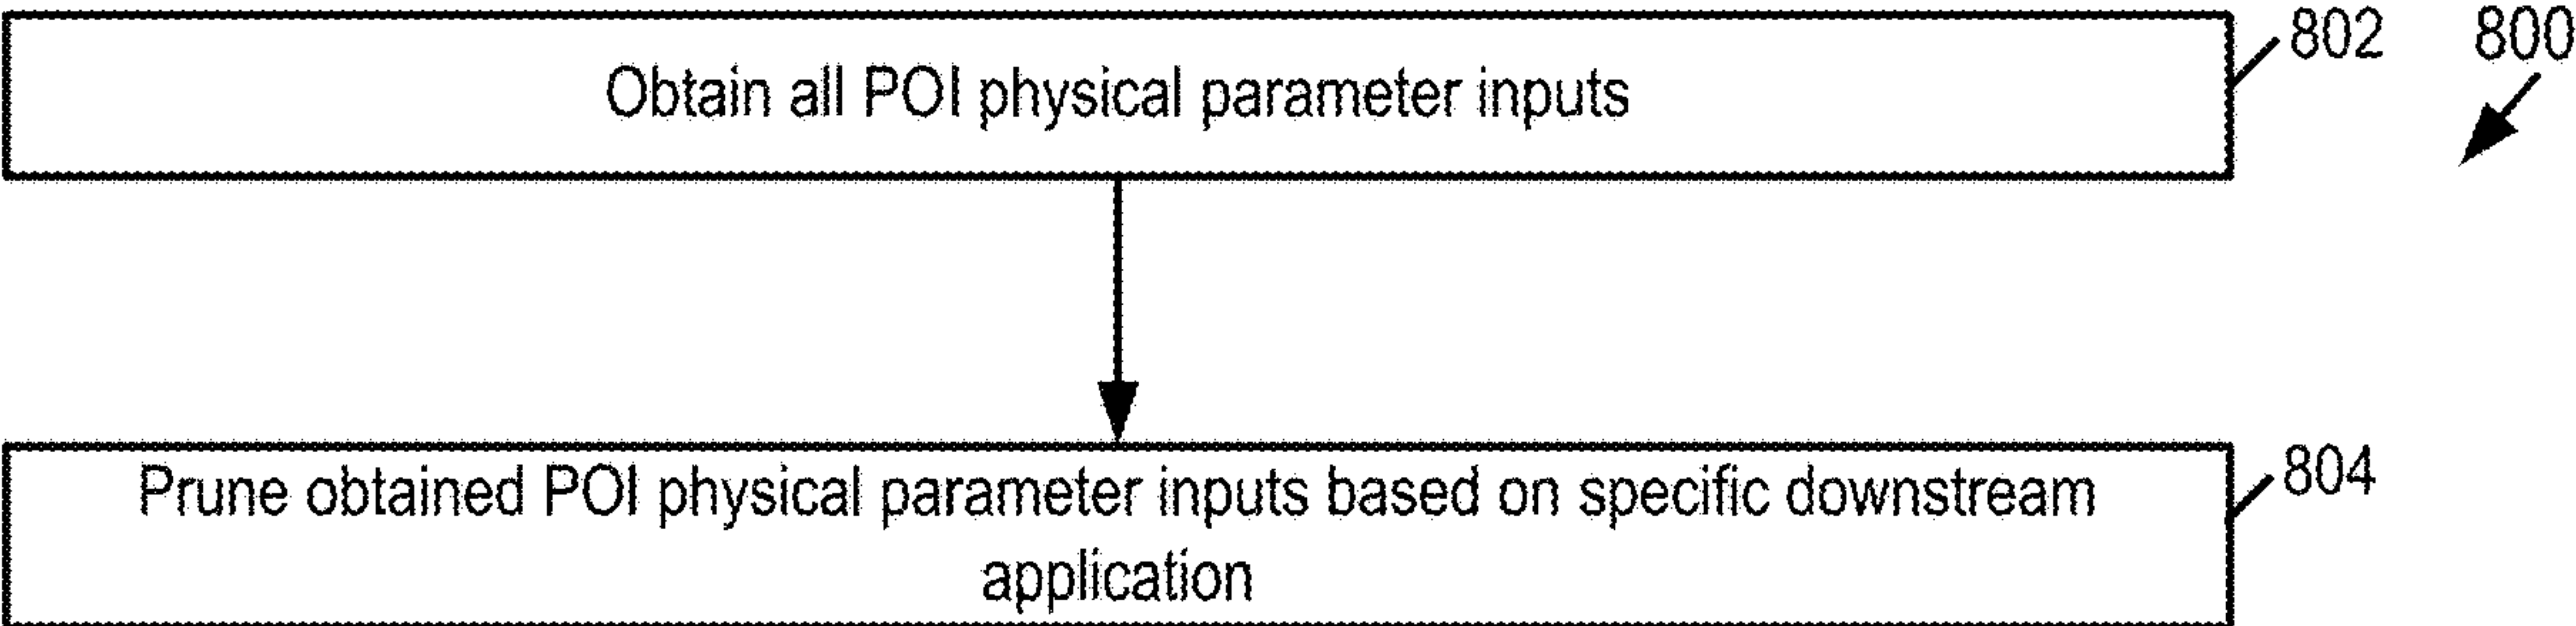 Obtain all POI physical parameter inputs
802
800
Prune obtained POI physical parameter inputs based on specific downstream
application
804